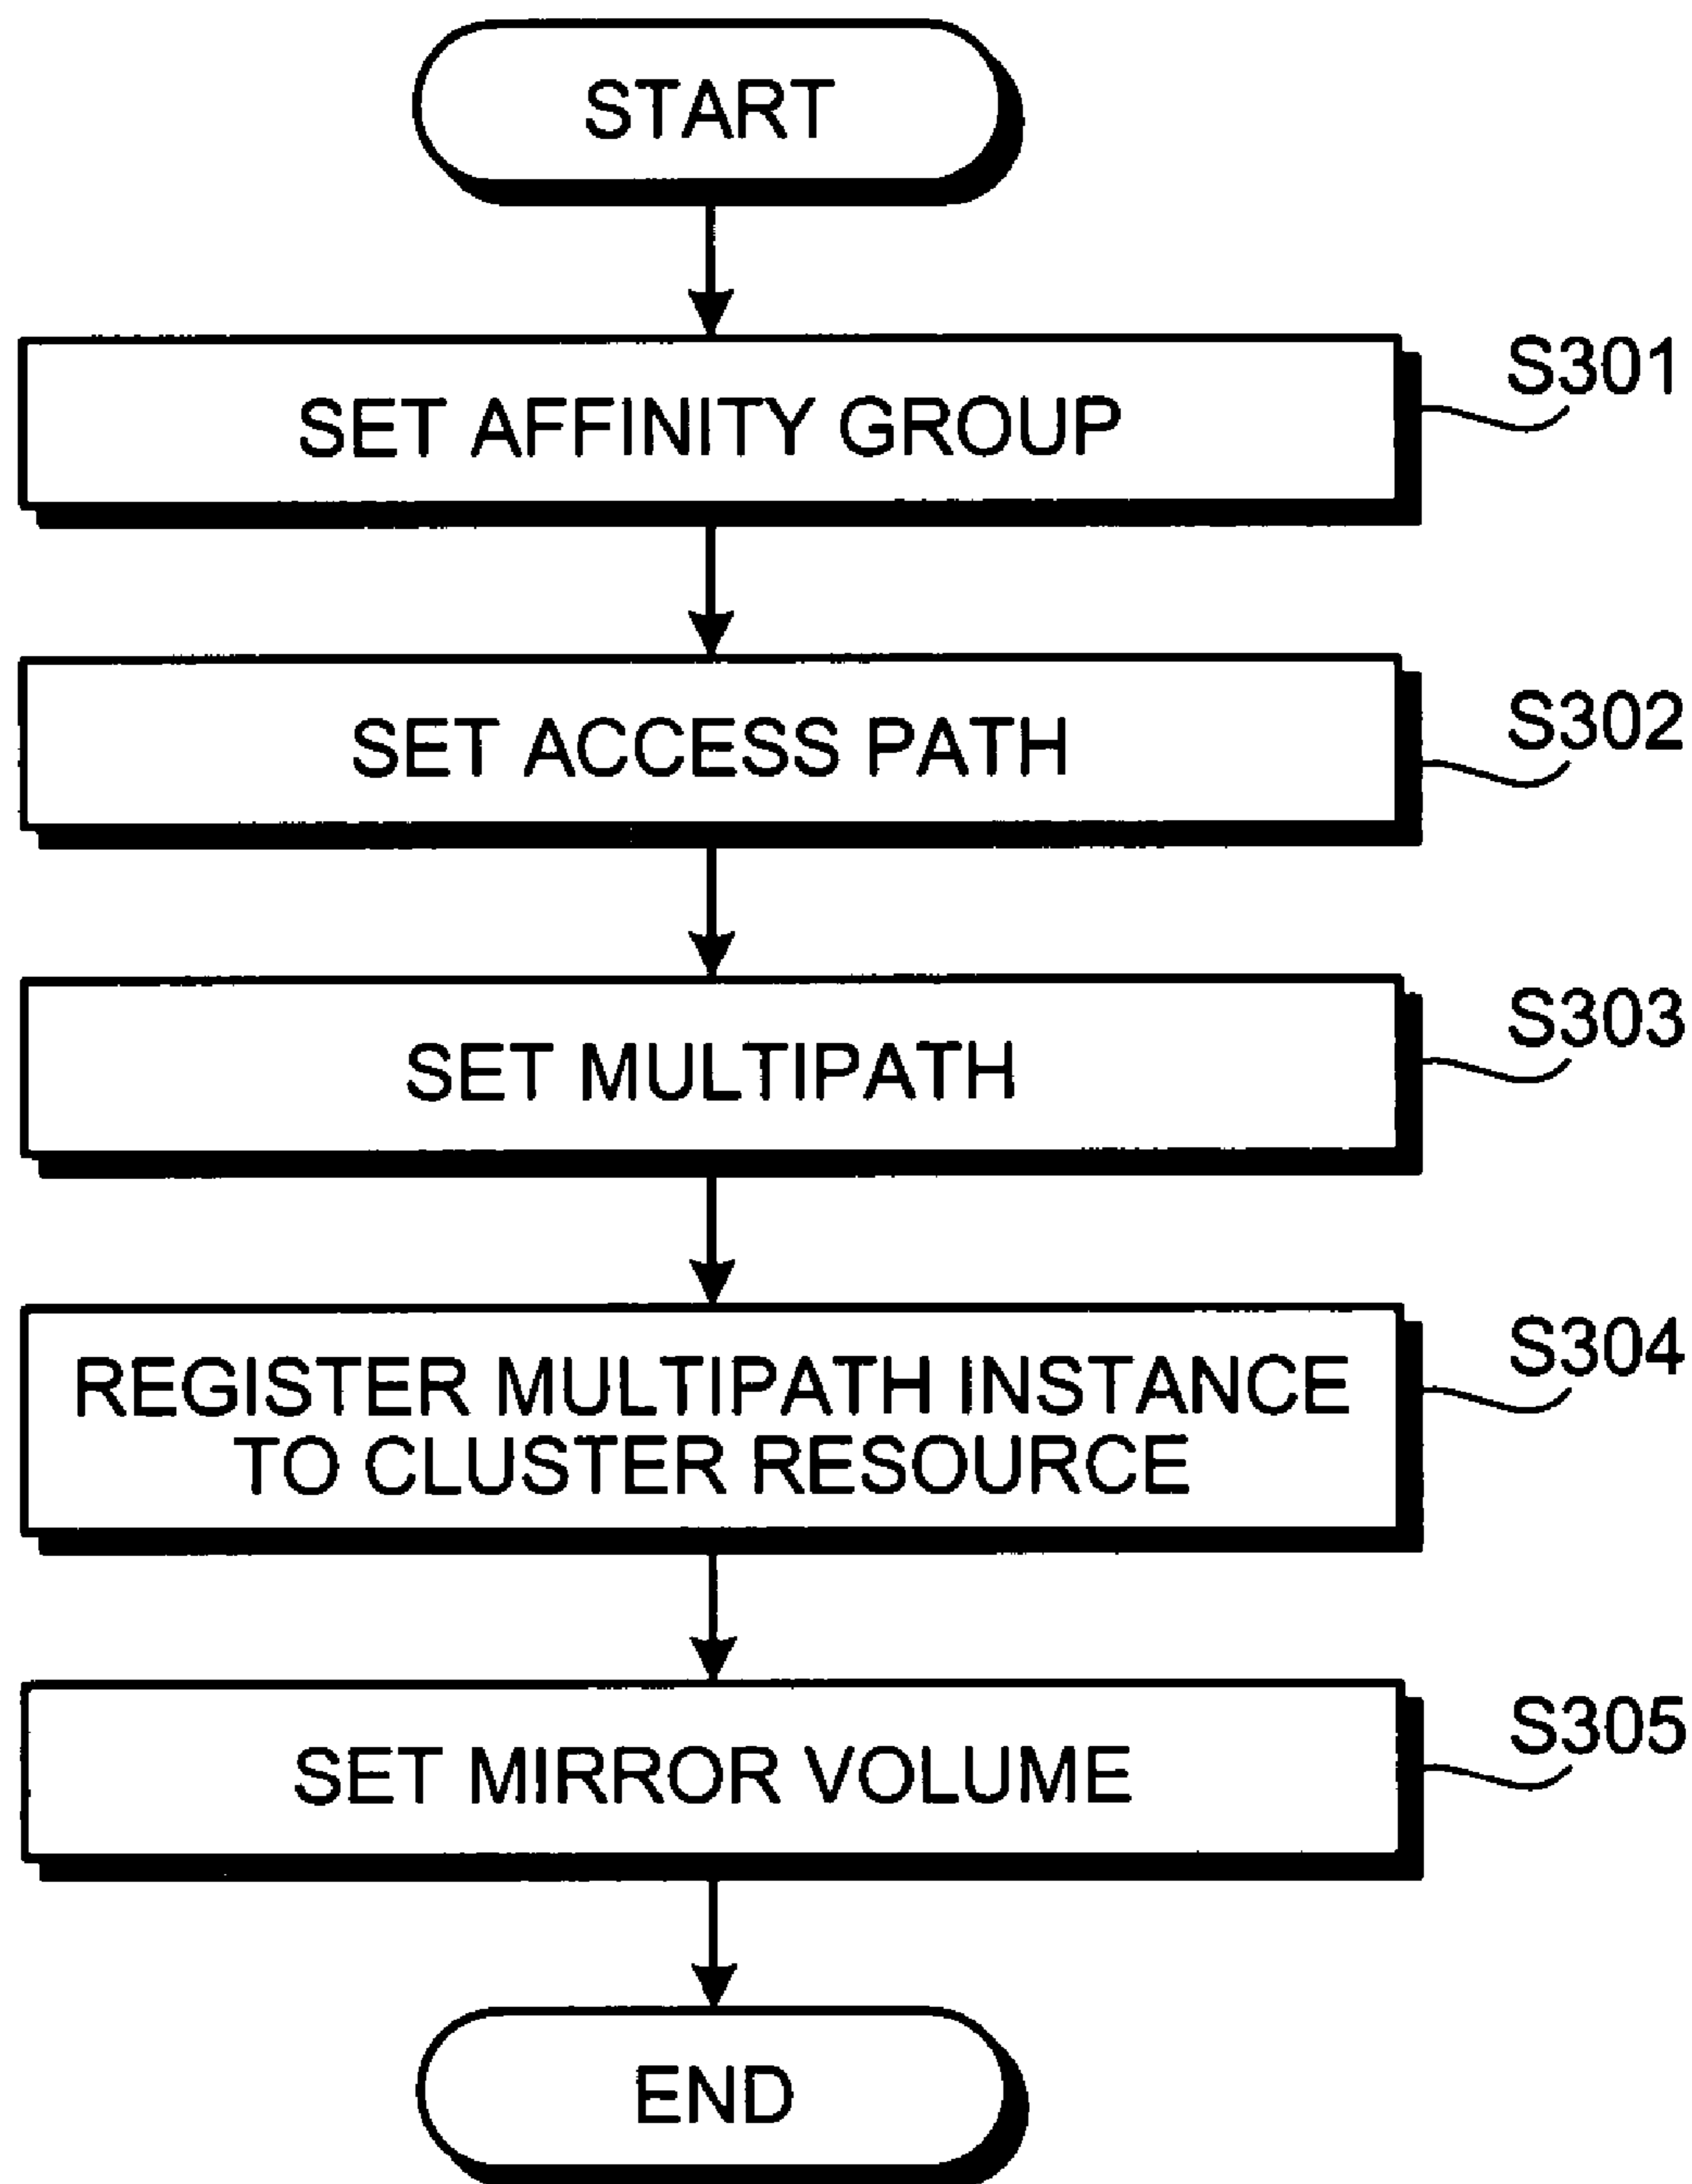 START
SET AFFINITY GROUP
S301
SET ACCESS PATH
S302
SET MULTIPATH
S303
REGISTER MULTIPATH INSTANCE
TO CLUSTER RESOURCE
S304
SET MIRROR VOLUME
S305
END